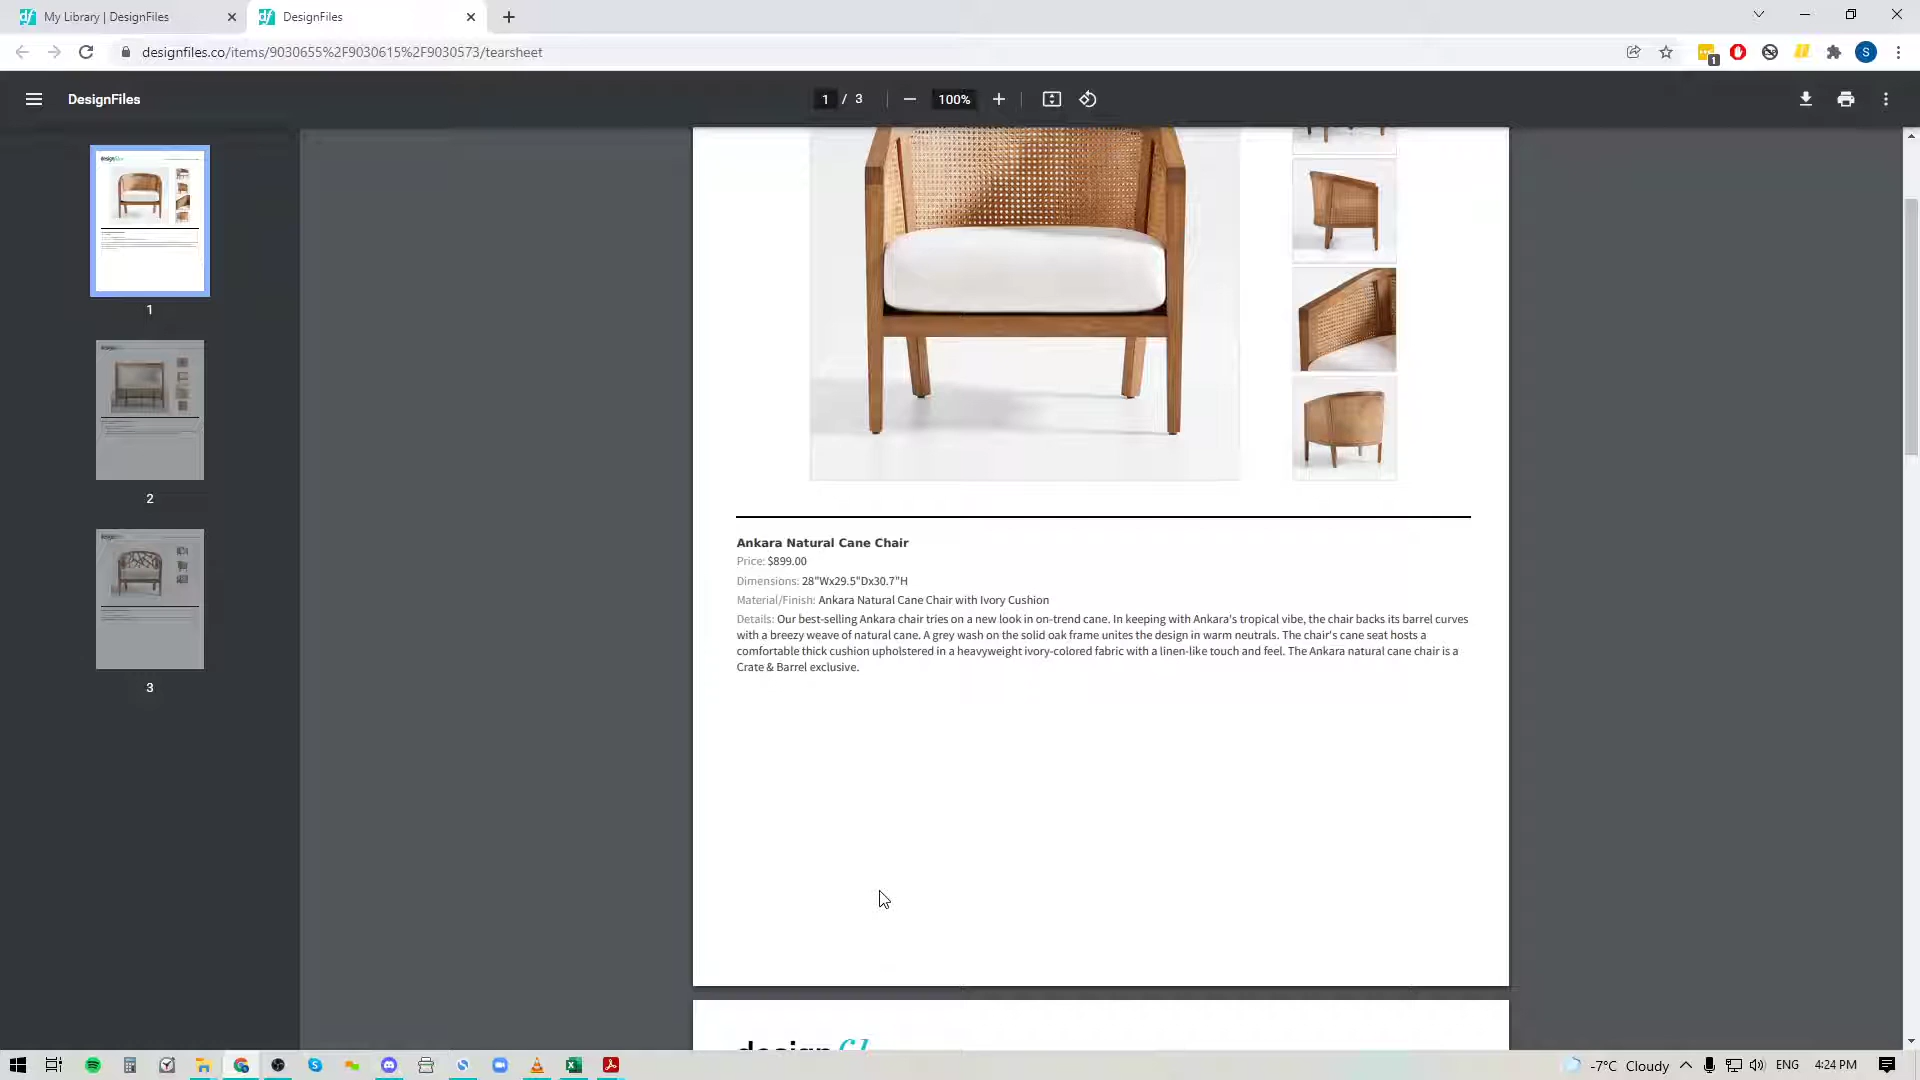 My Library | DesignFiles
DesignFiles
designfiles.co/items/9030655%2F9030615%2F9030573/tearsheet
1
S
DesignFiles
1 / 3
100%
1
2
3
Ankara Natural Cane Chair
Price: $899.00
Dimensions: 28"Wx29.5"Dx30.7"H
Material/Finish: Ankara Natural Cane Chair with Ivory Cushion
Details: Our best-selling Ankara chair tries on a new look in on-trend cane. In keeping with Ankara's tropical vibe, the chair backs its barrel curves
with a breezy weave of natural cane. A grey wash on the solid oak frame unites the design in warm neutrals. The chair's cane seat hosts a
comfortable thick cushion upholstered in a heavyweight ivory-colored fabric with a linen-like touch and feel. The Ankara natural cane chair is a
Crate & Barrel exclusive.
-7°C Cloudy
ENG
4:24 PM